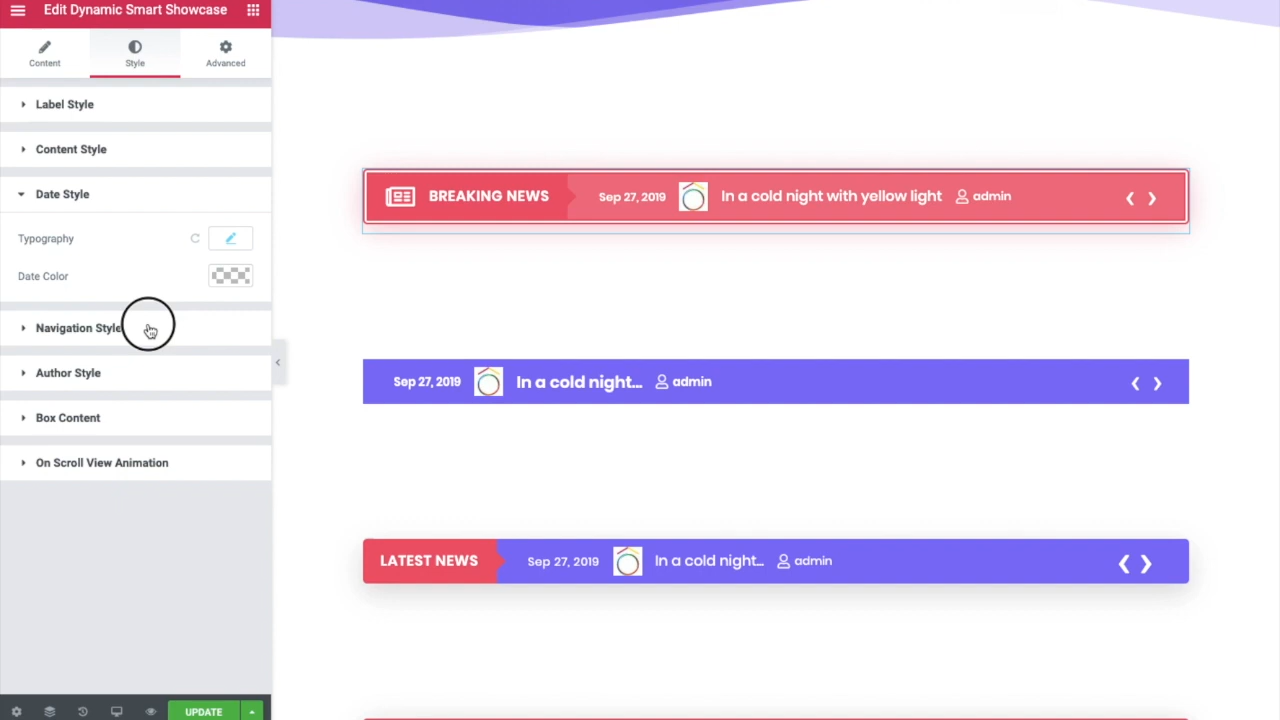 Edit Dynamic Smart Showcase
Content
Style
Advanced
Label Style
Content Style
Date Style
Typography
Date Color
Navigation Style
Author Style
Box Content
On Scroll View Animation
UPDATE
BREAKING NEWS Sep 27, 2019 In a cold night with yellow light admin
Sep 27, 2019 In a cold night... admin
LATEST NEWS Sep 27, 2019 In a cold night... admin